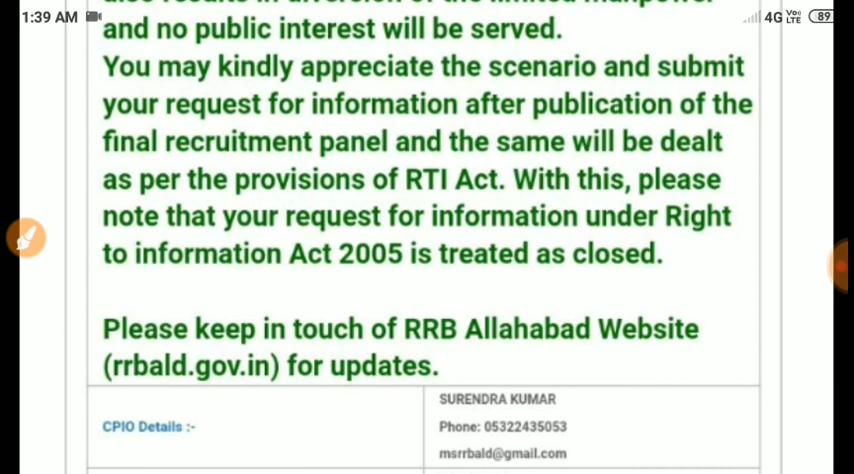 1:39 AM 4G Vo LTE 89
and no public interest will be served.
You may kindly appreciate the scenario and submit
your request for information after publication of the
final recruitment panel and the same will be dealt
as per the provisions of RTI Act. With this, please
note that your request for information under Right
to information Act 2005 is treated as closed.
Please keep in touch of RRB Allahabad Website
(rrbald.gov.in) for updates.
SURENDRA KUMAR
CPIO Details :- Phone: 05322435053
msrrbald@gmail.com